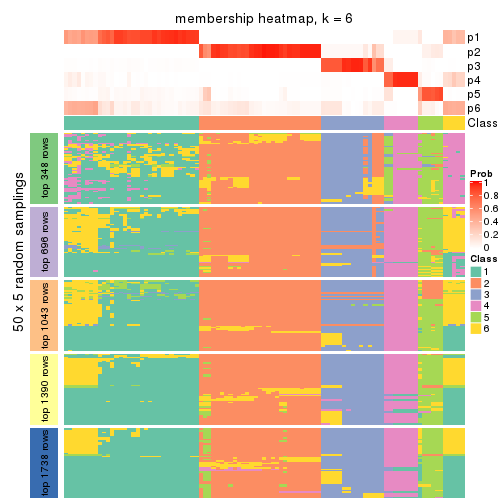 membership heatmap, k = 6
p1
p2
p3
p4
p5
p6
Class
50 x 5 random samplings
top 348 rows
top 696 rows
top 1043 rows
top 1390 rows
top 1738 rows
Prob
1
0.8
0.6
0.4
0.2
0
Class
1
2
3
4
5
6